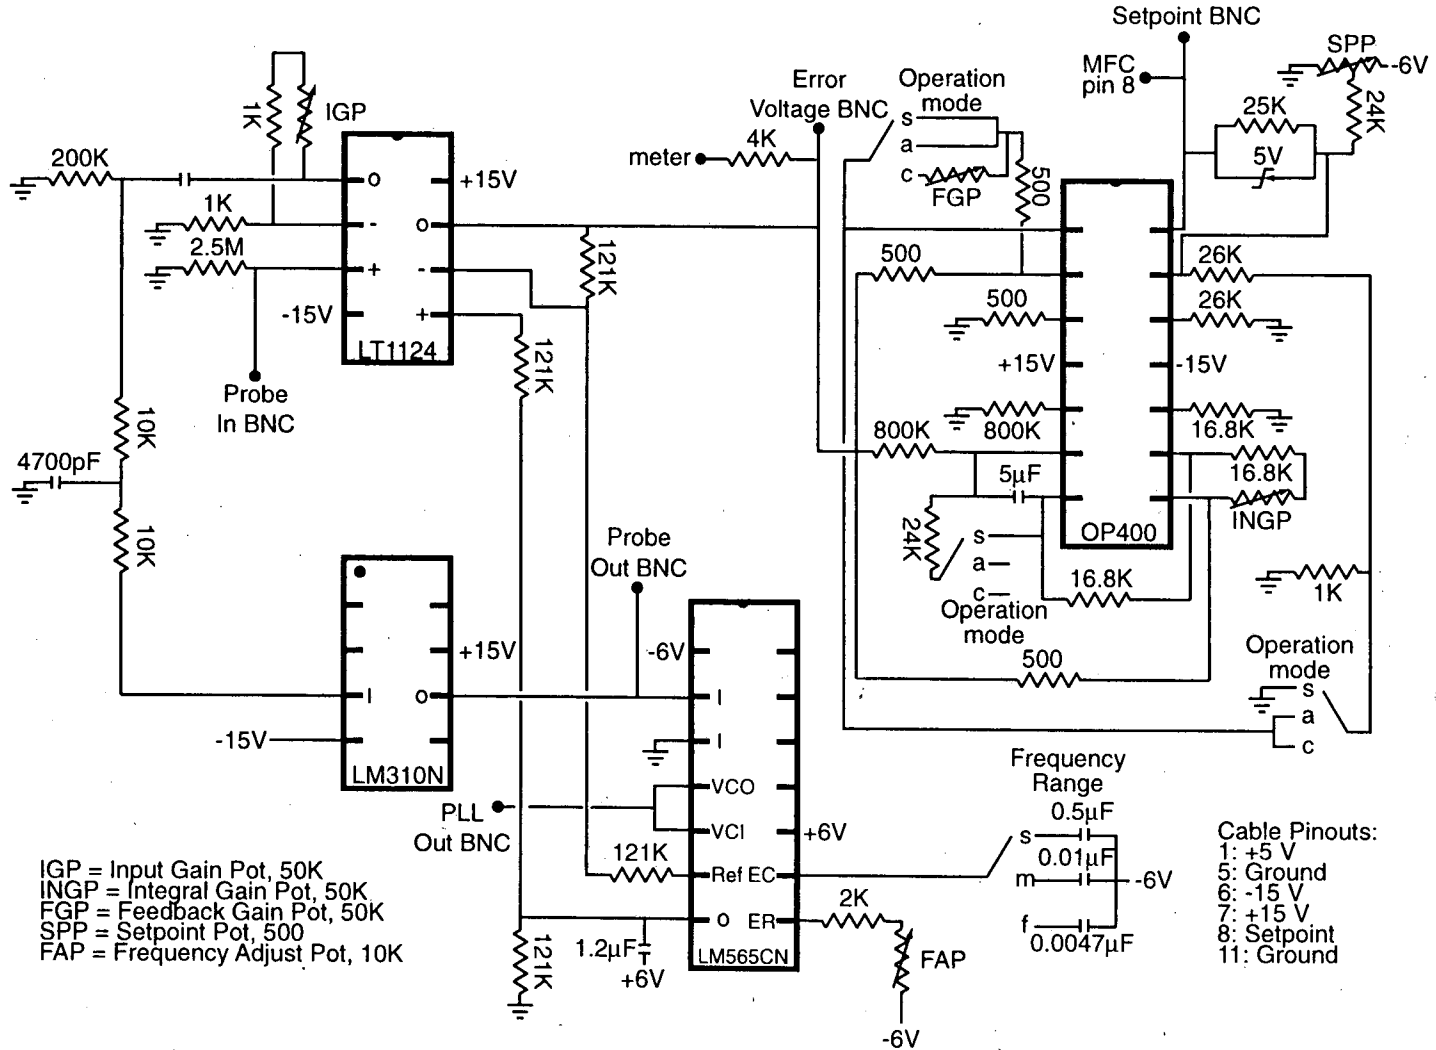 Setpoint BNC
SPP
-6V
MFC
pin 8
24K
25K
5V
Error
Voltage BNC
Operation
mode
s
a
c
FGP
500
4K
meter
1K
IGP
200K
O
+15V
1K
-
O
2.5M
+
-
-15V
+
LT1124
121K
121K
Probe
In BNC
500
26K
500
26K
+15V
-15V
800K
800K
16.8K
16.8K
INGP
5µF
OP400
24K
s
a
c
Operation
mode
16.8K
1K
500
Operation
mode
s
a
c
10K
4700pF
10K
Probe
Out BNC
+15V
I
O
-15V
LM310N
-6V
I
I
VCO
VCI
+6V
PLL
Out BNC
121K
Ref EC
O ER
LM565CN
1.2µF
+6V
121K
2K
FAP
-6V
Frequency
Range
0.5µF
s
0.01µF
m
-6V
f
0.0047µF
Cable Pinouts:
1: +5 V
5: Ground
6: -15 V
7: +15 V
8: Setpoint
11: Ground
IGP = Input Gain Pot, 50K
INGP = Integral Gain Pot, 50K
FGP = Feedback Gain Pot, 50K
SPP = Setpoint Pot, 500
FAP = Frequency Adjust Pot, 10K